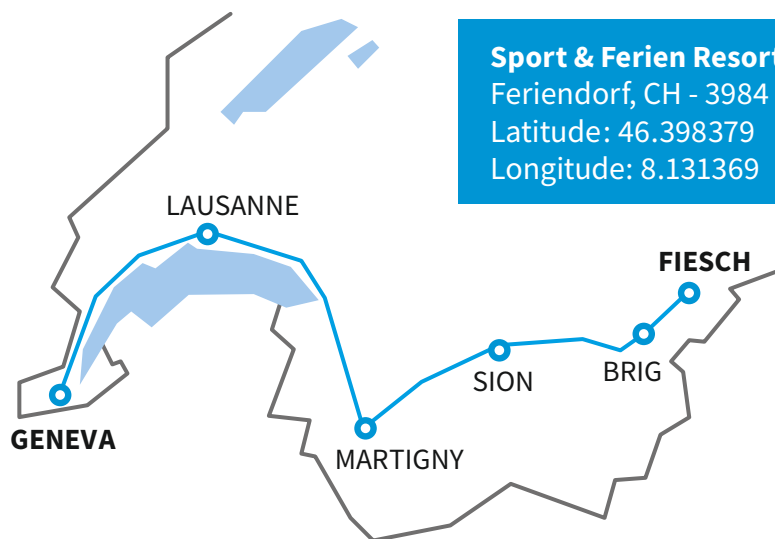 Sport & Ferien Resort
Feriendorf, CH - 3984
Latitude: 46.398379
Longitude: 8.131369
LAUSANNE
FIESCH
SION
BRIG
GENEVA
MARTIGNY